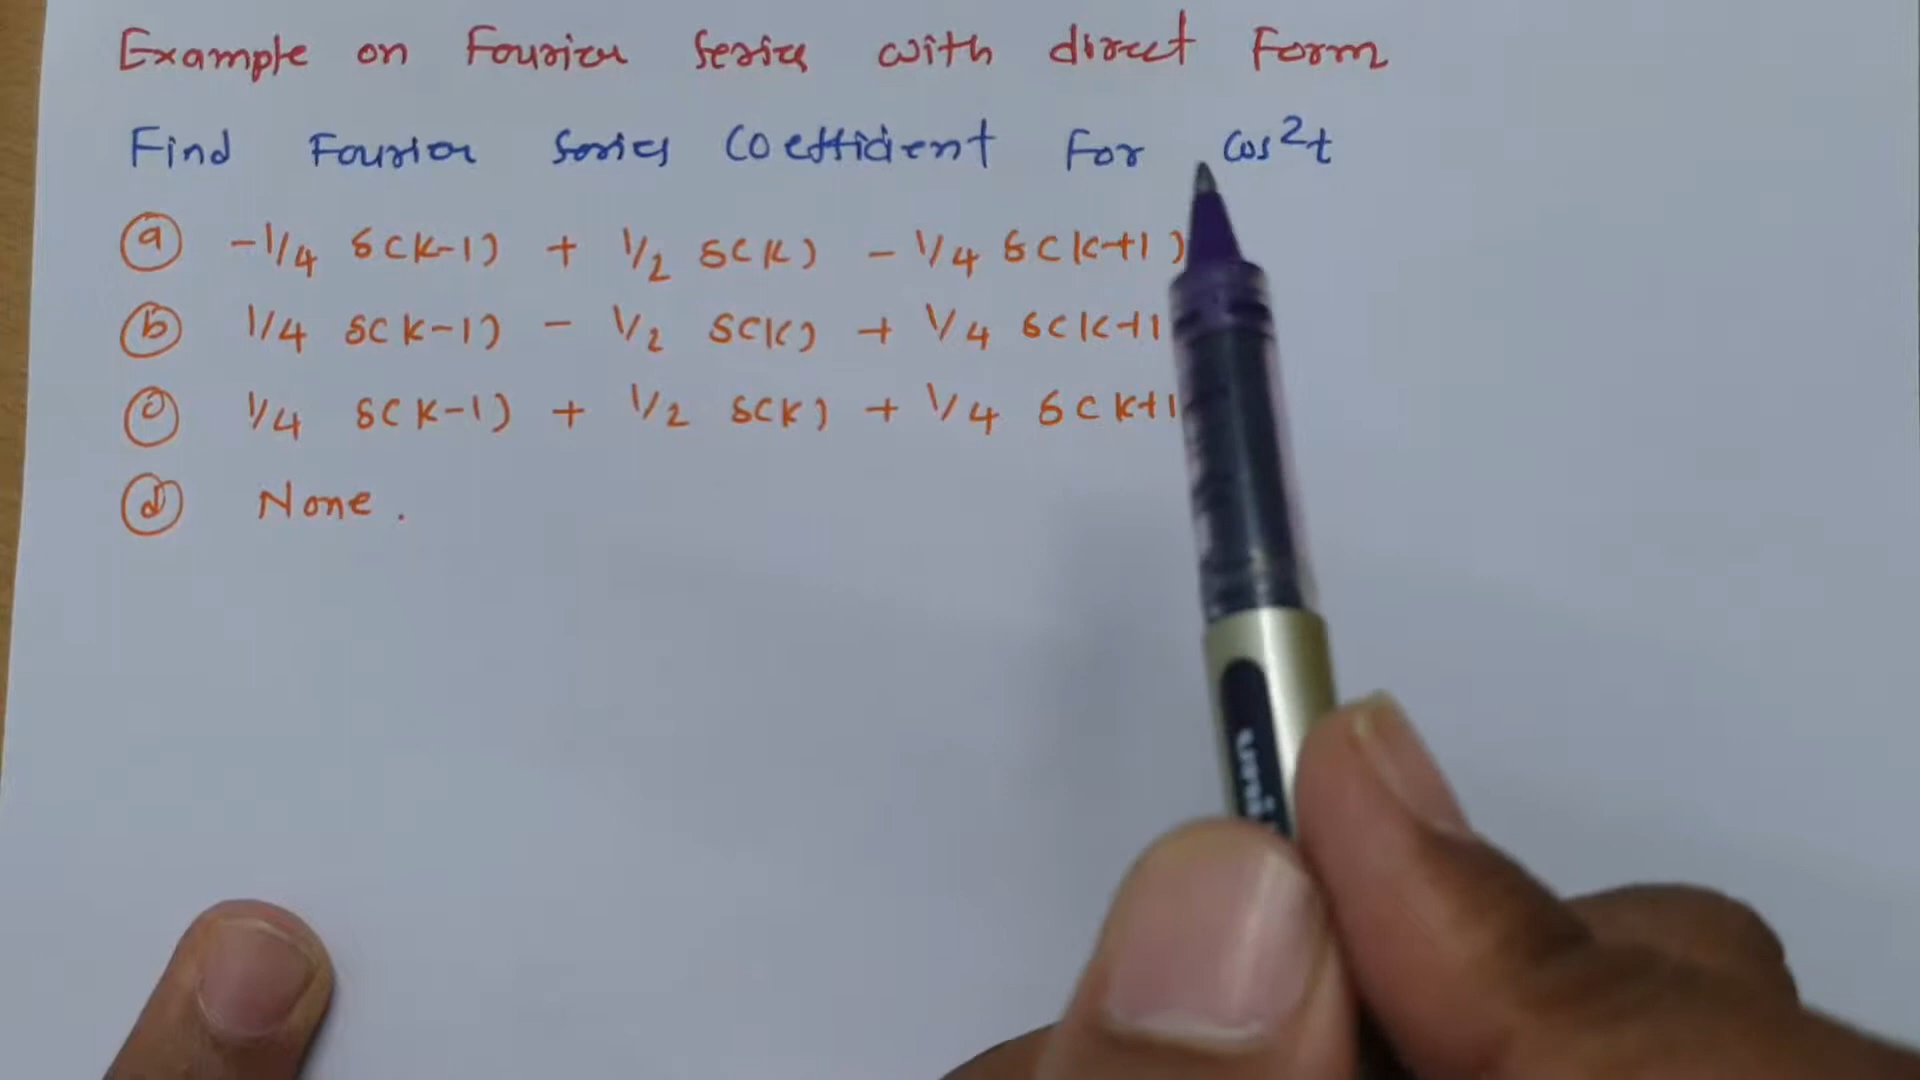 Example on Fourier Series with direct Form
Find Fourier Series Coefficient For cos²t
(a) -1/4 δ(k-1) + 1/2 δ(k) - 1/4 δ(k+1)
(b) 1/4 δ(k-1) - 1/2 δ(k) + 1/4 δ(k+1
(c) 1/4 δ(k-1) + 1/2 δ(k) + 1/4 δ(k+1
(d) None.
uni